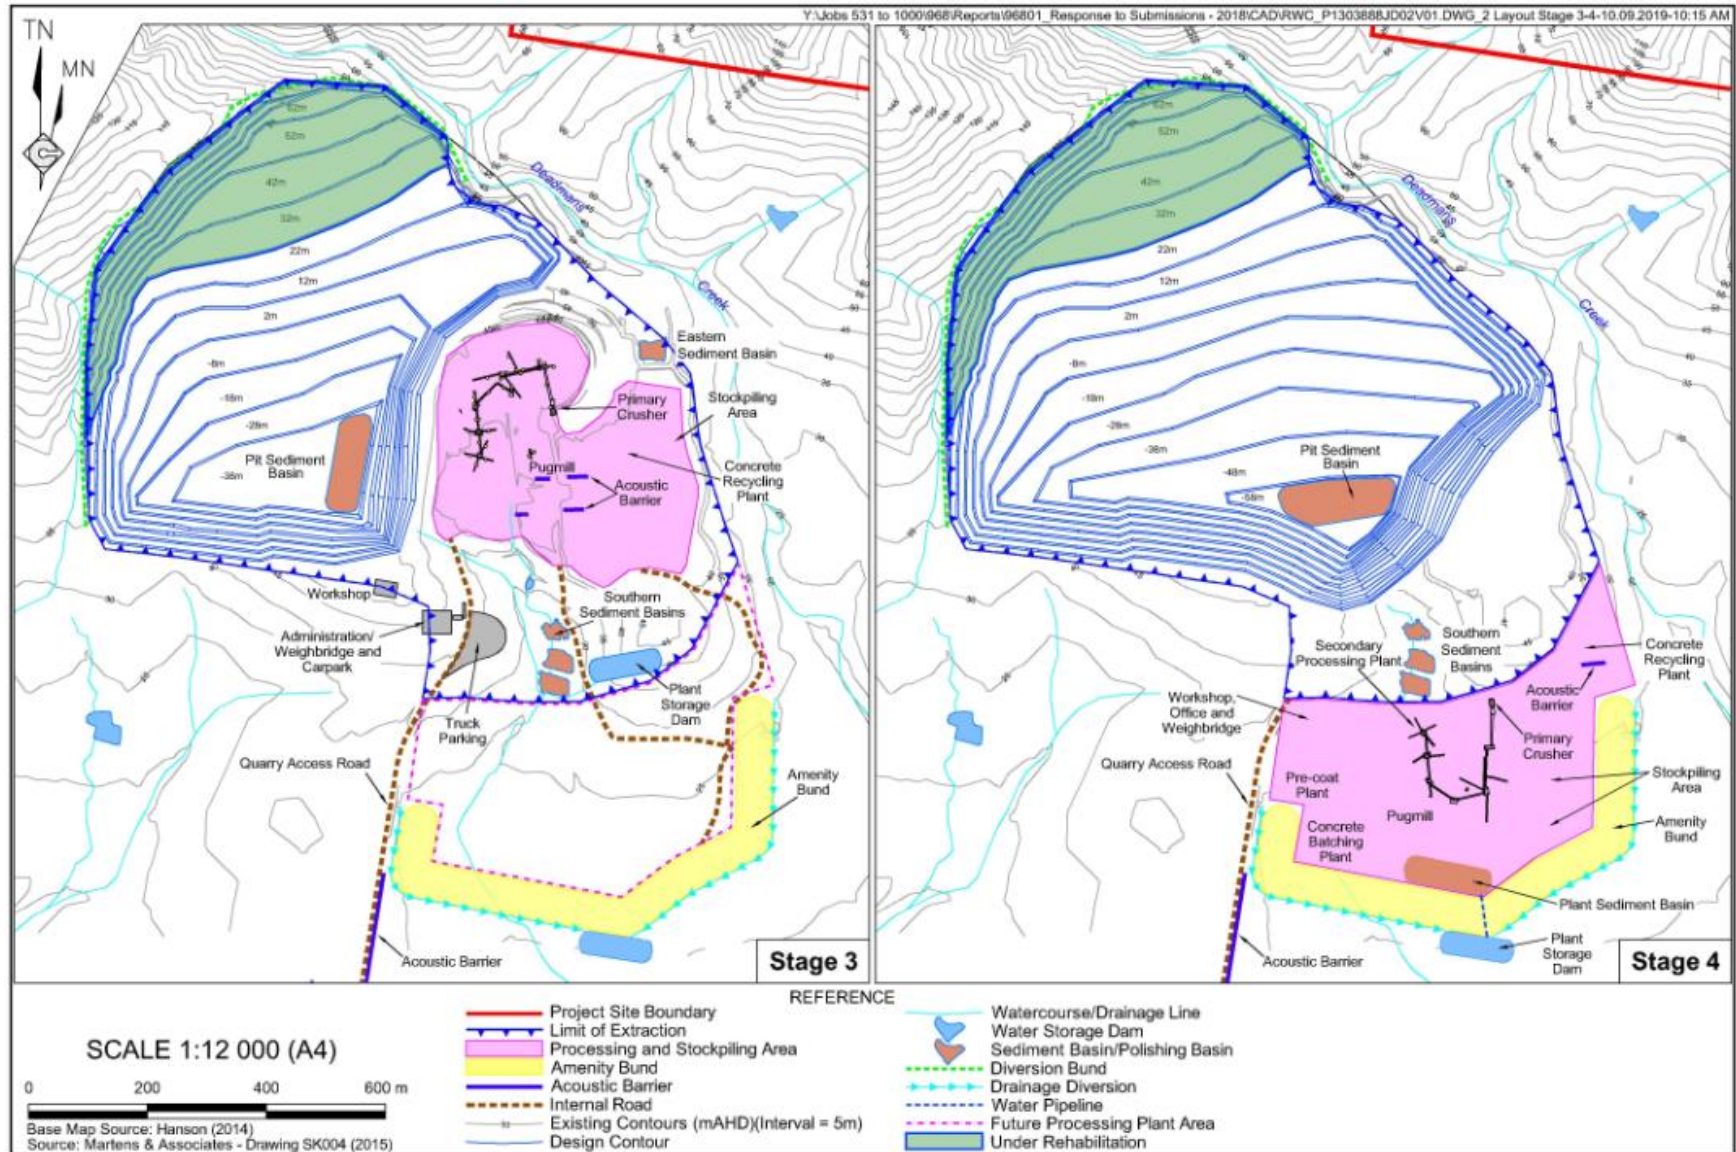 Y:\Jobs 531 to 1000\968\Reports\96801_Response to Submissions - 2018\CAD\RWC_P1303888JD02V01.DWG_2 Layout Stage 3-4-10.09.2019-10:15 AM
TN
MN
62m
52m
42m
32m
22m
12m
2m
-8m
-18m
-28m
-38m
Deadmans
Creek
Eastern
Sediment Basin
Primary
Crusher
Stockpiling
Area
Pit Sediment
Basin
Pugmill
Concrete
Recycling
Plant
Acoustic
Barrier
Workshop
Southern
Sediment Basins
Administration/
Weighbridge and
Carpark
Plant
Storage
Dam
Truck
Parking
Quarry Access Road
Amenity
Bund
Acoustic Barrier
Stage 3
62m
52m
42m
32m
22m
12m
2m
-8m
-18m
-28m
-38m
-48m
-58m
Deadmans
Creek
Pit Sediment
Basin
Secondary
Processing Plant
Southern
Sediment
Basins
Concrete
Recycling
Plant
Workshop,
Office and
Weighbridge
Acoustic
Barrier
Primary
Crusher
Quarry Access Road
Pre-coat
Plant
Stockpiling
Area
Pugmill
Concrete
Batching
Plant
Amenity
Bund
Plant Sediment Basin
Plant
Storage
Dam
Acoustic Barrier
Stage 4
REFERENCE
SCALE 1:12 000 (A4)
0 200 400 600 m
Base Map Source: Hanson (2014)
Source: Martens & Associates - Drawing SK004 (2015)
Project Site Boundary
Limit of Extraction
Processing and Stockpiling Area
Amenity Bund
Acoustic Barrier
Internal Road
Existing Contours (mAHD)(Interval = 5m)
Design Contour
Watercourse/Drainage Line
Water Storage Dam
Sediment Basin/Polishing Basin
Diversion Bund
Drainage Diversion
Water Pipeline
Future Processing Plant Area
Under Rehabilitation